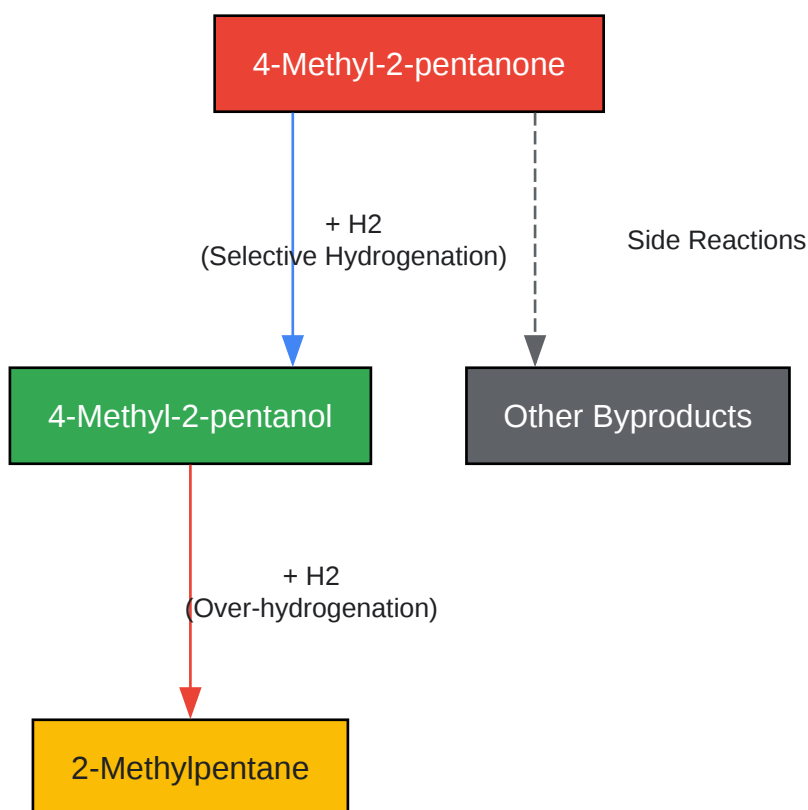 4-Methyl-2-pentanone
+ H2
(Selective Hydrogenation)
Side Reactions
4-Methyl-2-pentanol
Other Byproducts
+ H2
(Over-hydrogenation)
2-Methylpentane